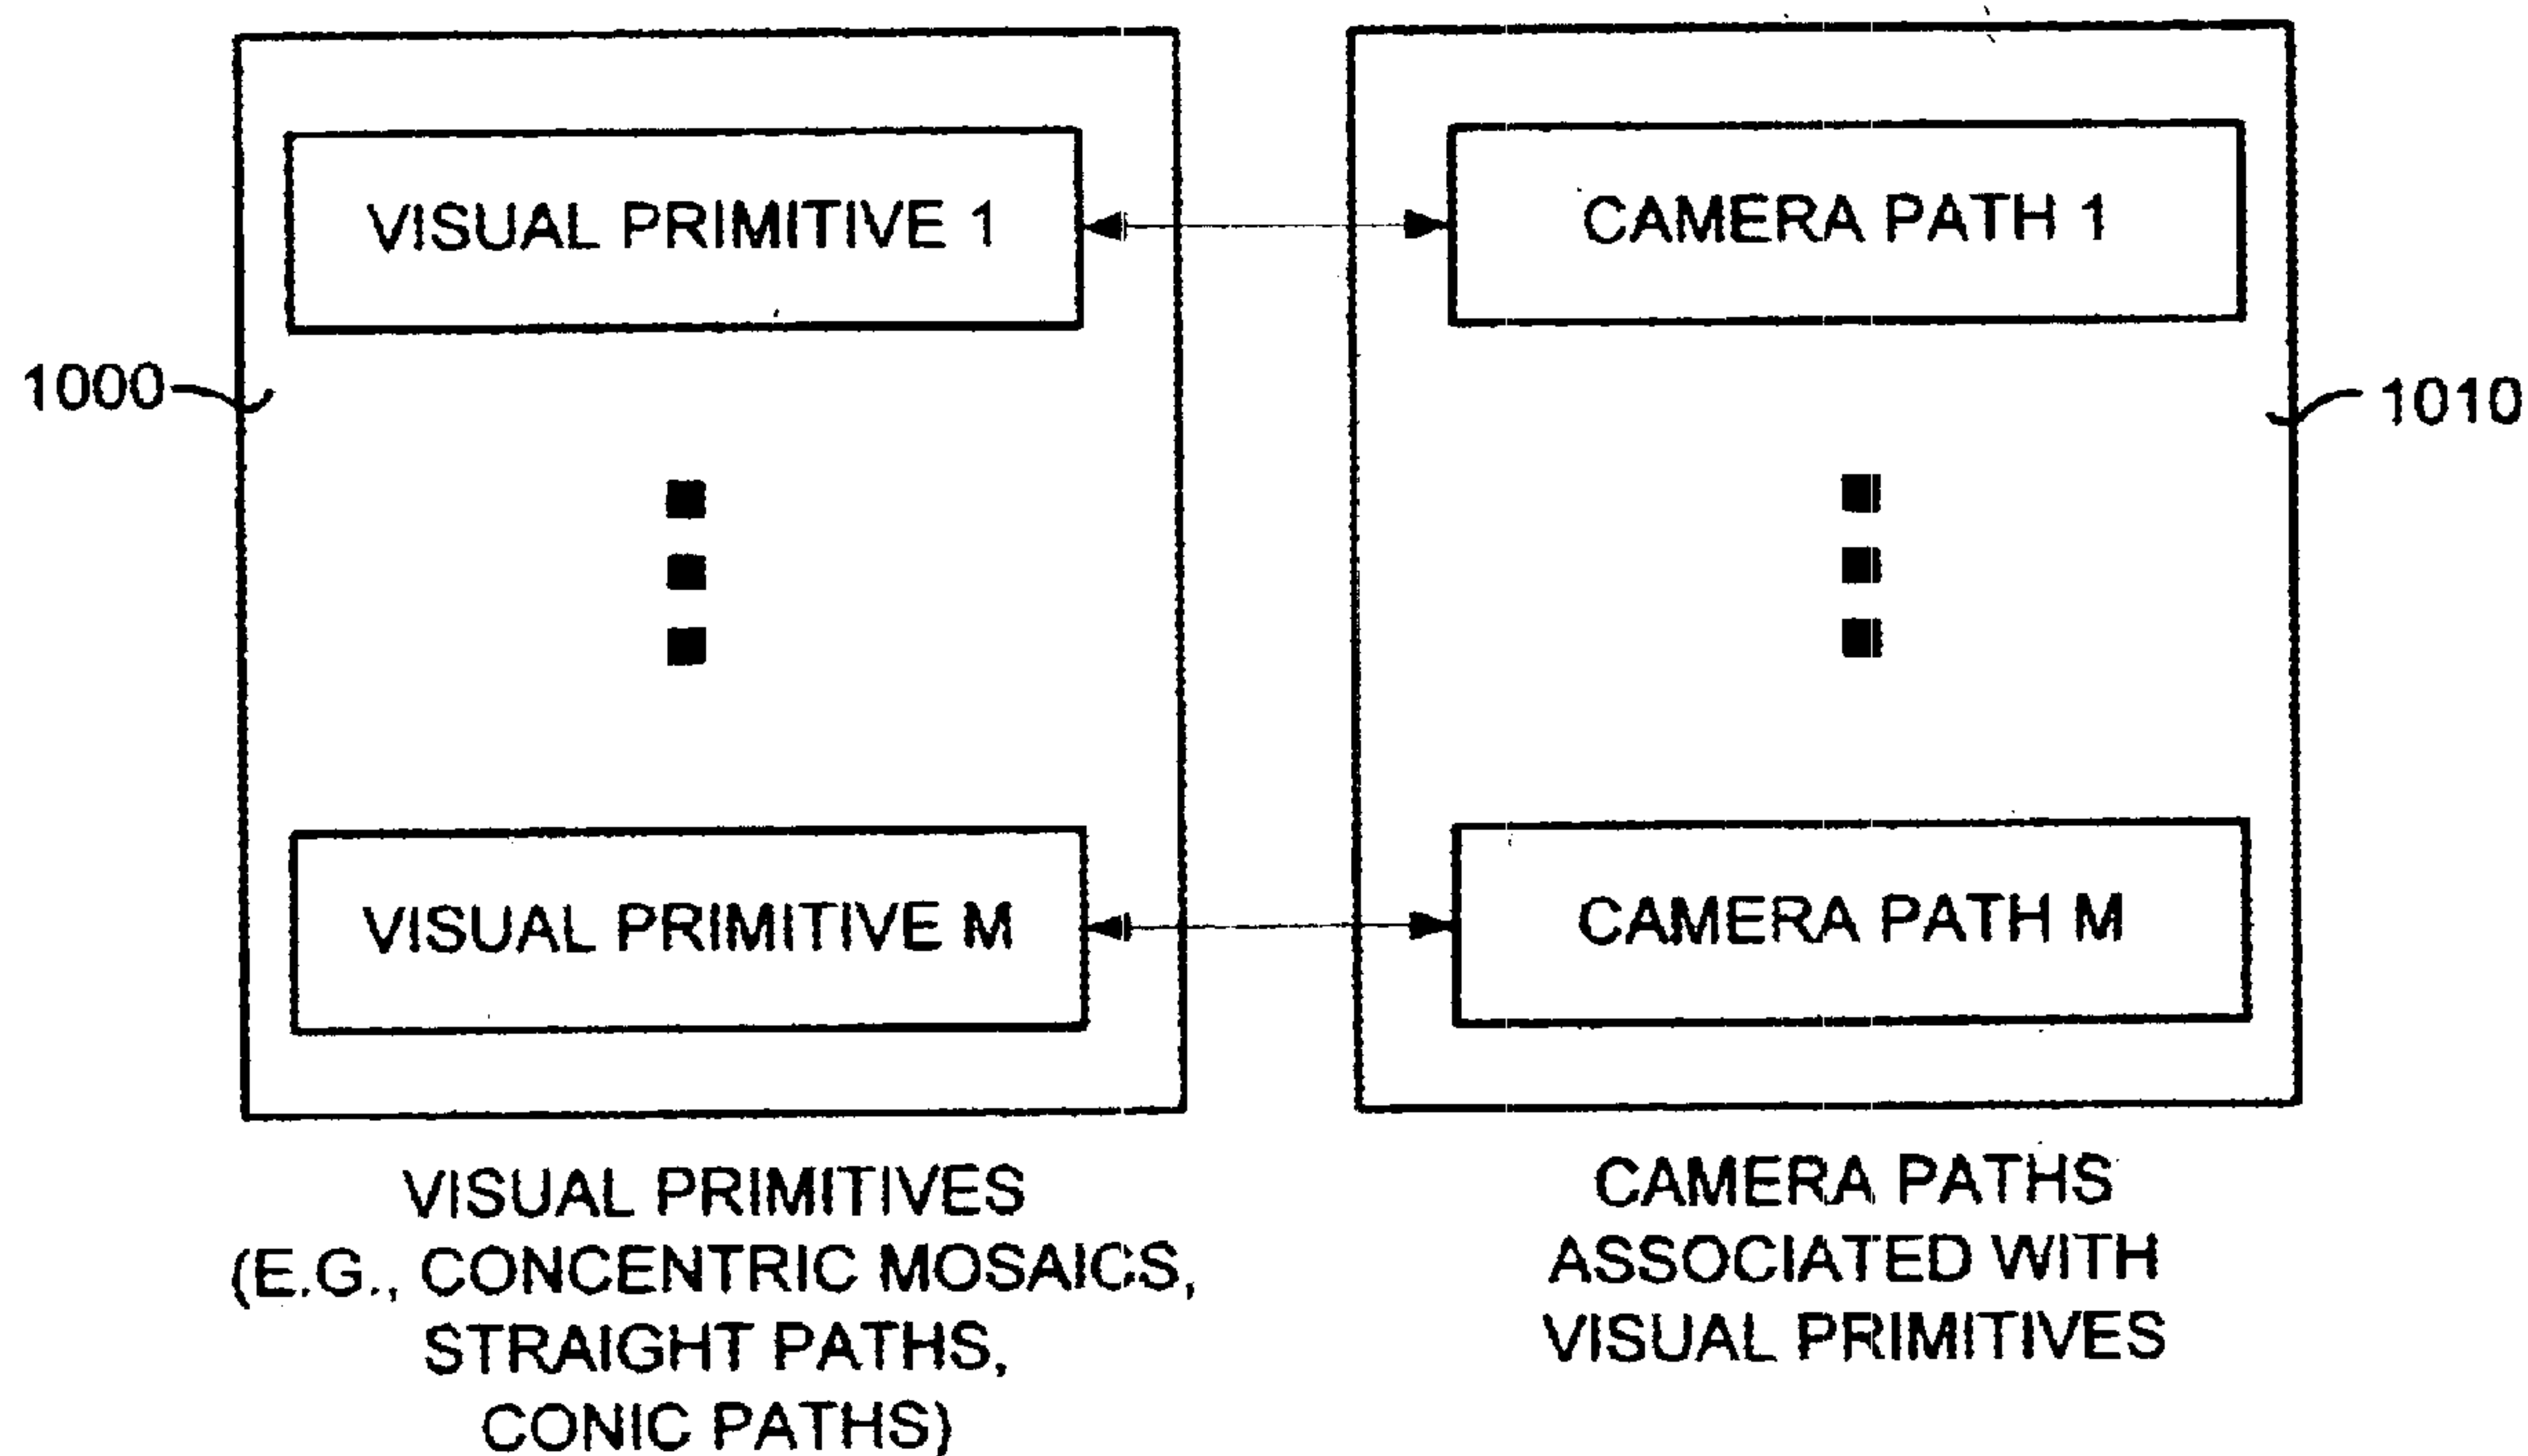 VISUAL PRIMITIVE 1
CAMERA PATH 1
1000
1010
VISUAL PRIMITIVE M
CAMERA PATH M
VISUAL PRIMITIVES
(E.G., CONCENTRIC MOSAICS,
STRAIGHT PATHS,
CONIC PATHS)
CAMERA PATHS
ASSOCIATED WITH
VISUAL PRIMITIVES